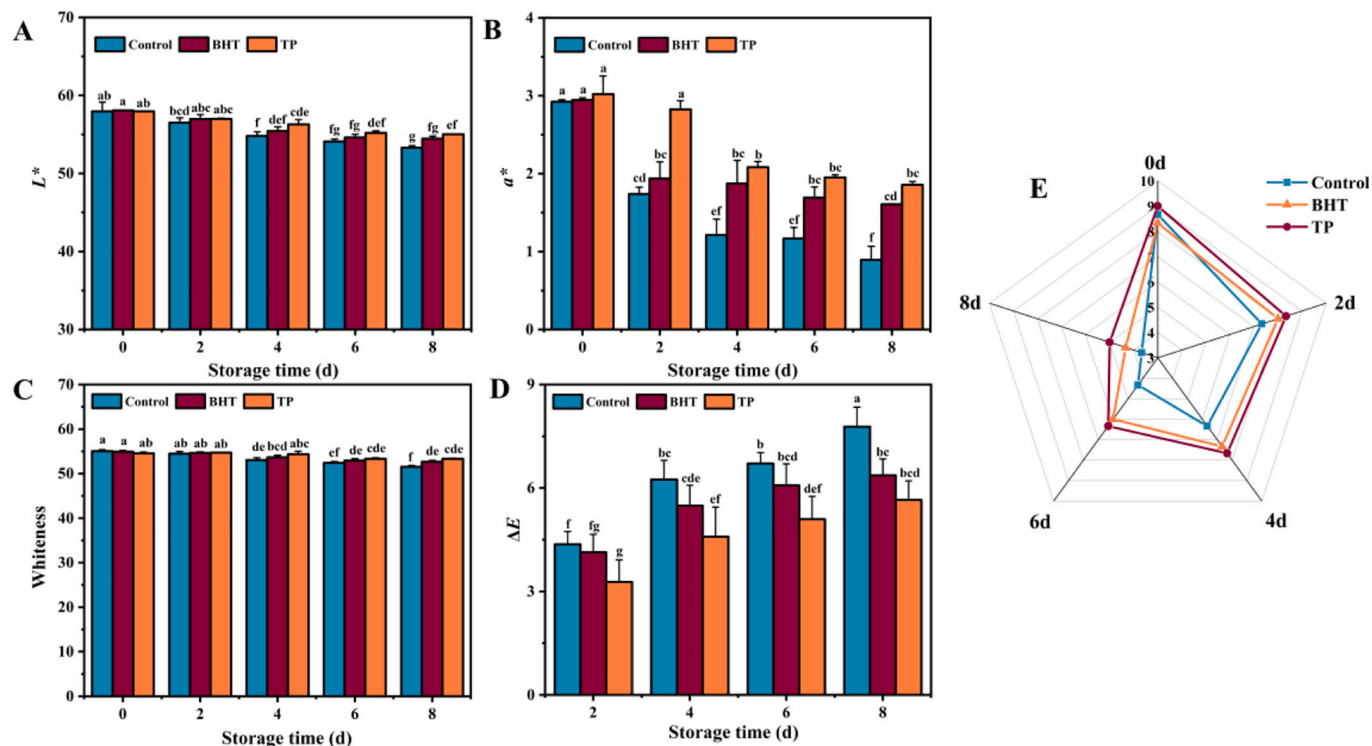 A
70
60
50
40
30
L*
Control BHT TP
ab a ab
bcd abc abc
f def cde
fg fg def
g fg ef
0 2 4 6 8
Storage time (d)
B
4
3
2
1
0
a*
Control BHT TP
a a a
cd bc a
ef bc b
ef bc bc
f cd bc
0 2 4 6 8
Storage time (d)
C
70
60
50
40
30
20
10
0
Whiteness
Control BHT TP
a a ab
ab ab ab
de bcd abc
ef de cde
f de cde
0 2 4 6 8
Storage time (d)
D
9
6
3
0
ΔE
Control BHT TP
f fg g
bc cde ef
b bcd def
a bc bcd
2 4 6 8
Storage time (d)
E
0d
2d
4d
6d
8d
10
9
8
6
5
4
3
Control
BHT
TP